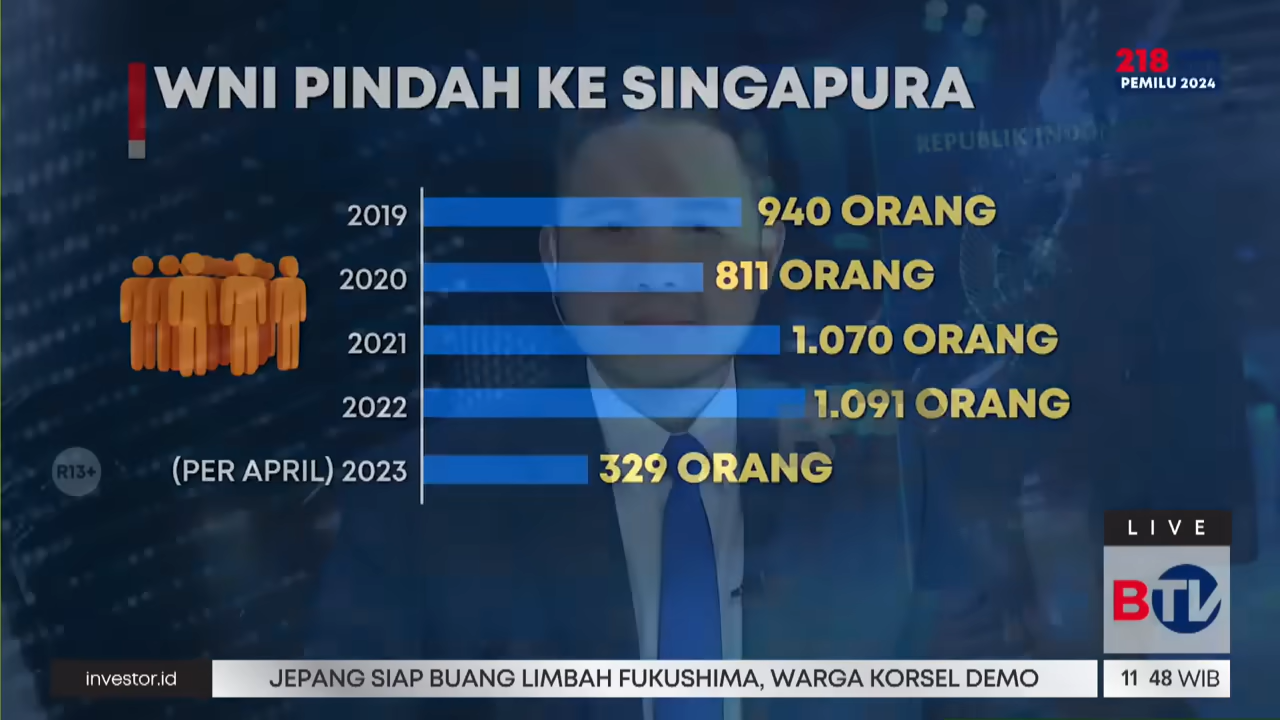 WNI PINDAH KE SINGAPURA
218
PEMILU 2024
REPUBLIK
2019 940 ORANG
2020 811 ORANG
2021 1.070 ORANG
2022 1.091 ORANG
(PER APRIL) 2023 329 ORANG
R13+
LIVE
BTV
investor.id JEPANG SIAP BUANG LIMBAH FUKUSHIMA, WARGA KORSEL DEMO 11 48 WIB